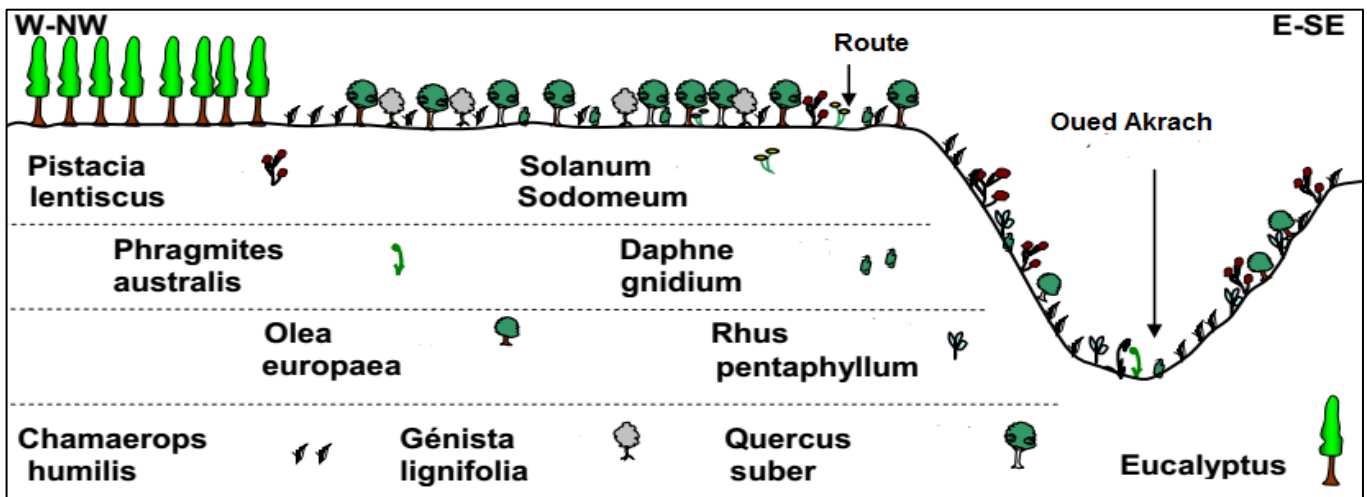 W-NW
E-SE
Route
Oued Akrach
Pistacia
lentiscus
Solanum
Sodomeum
Phragmites
australis
Daphne
gnidium
Olea
europaea
Rhus
pentaphyllum
Chamaerops
humilis
Génista
lignifolia
Quercus
suber
Eucalyptus